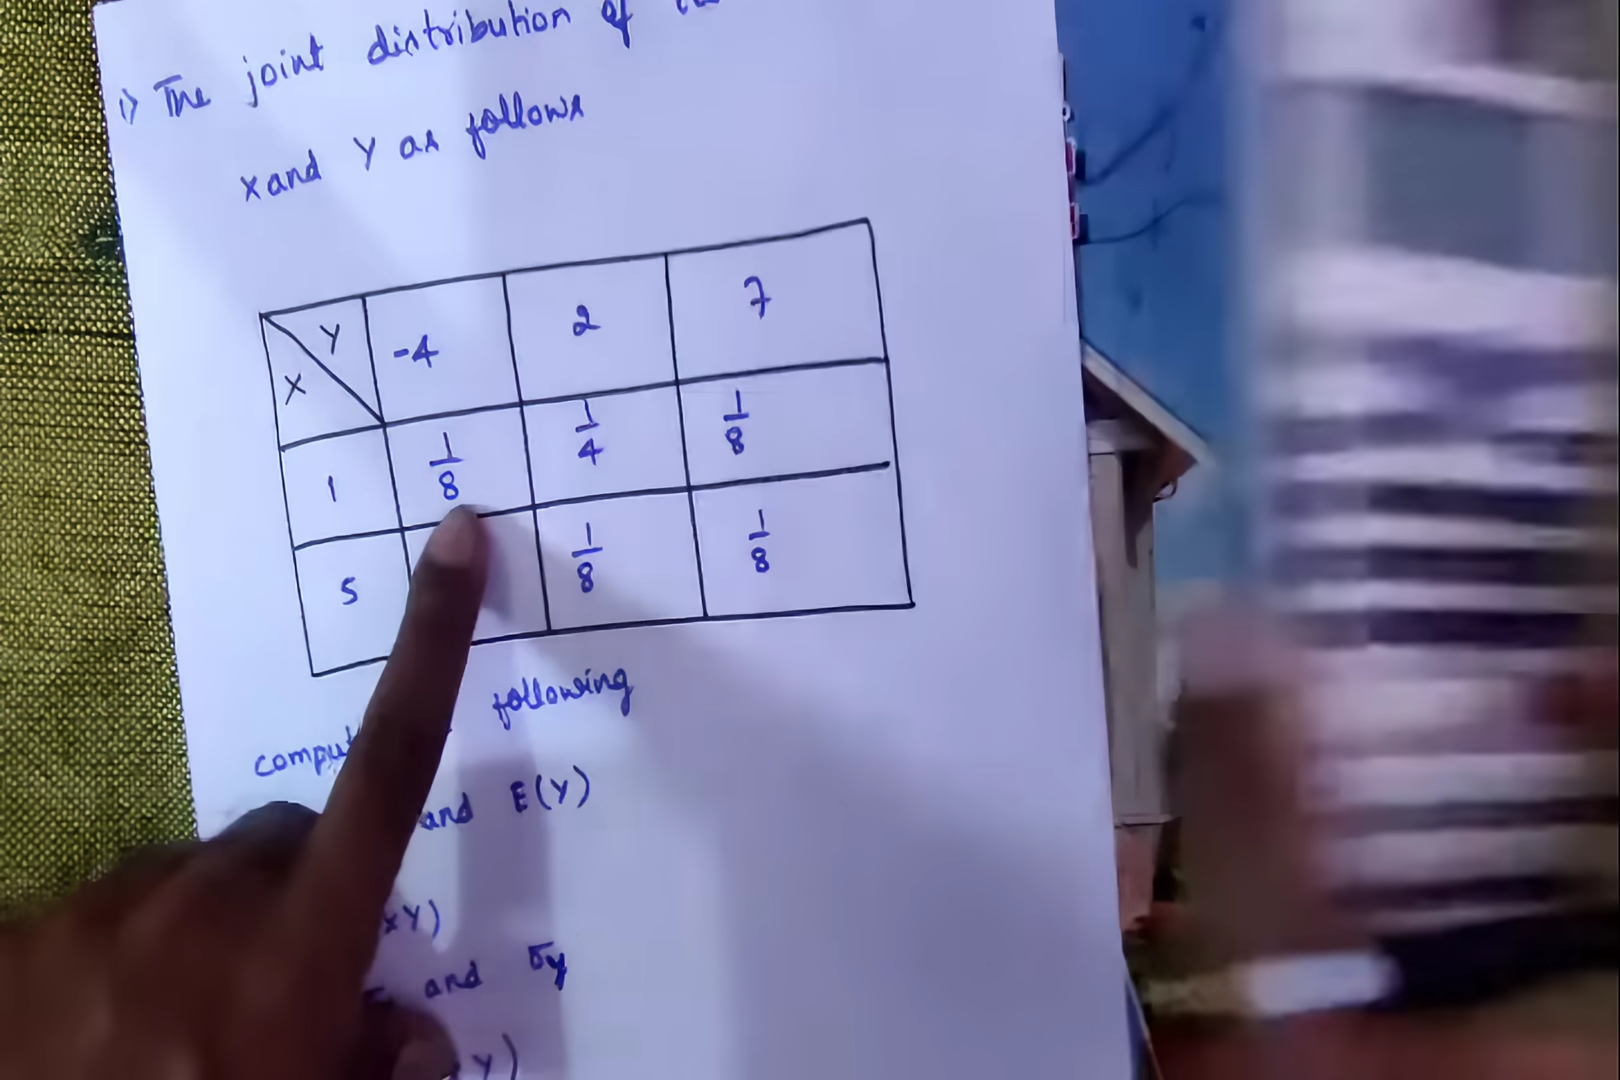 1) The joint distribution of
X and Y as follows
Y -4 2 7
X
1 1/8 1/4 1/8
5 1/8 1/8
following
and E(Y)
XY)
and σy
Y)